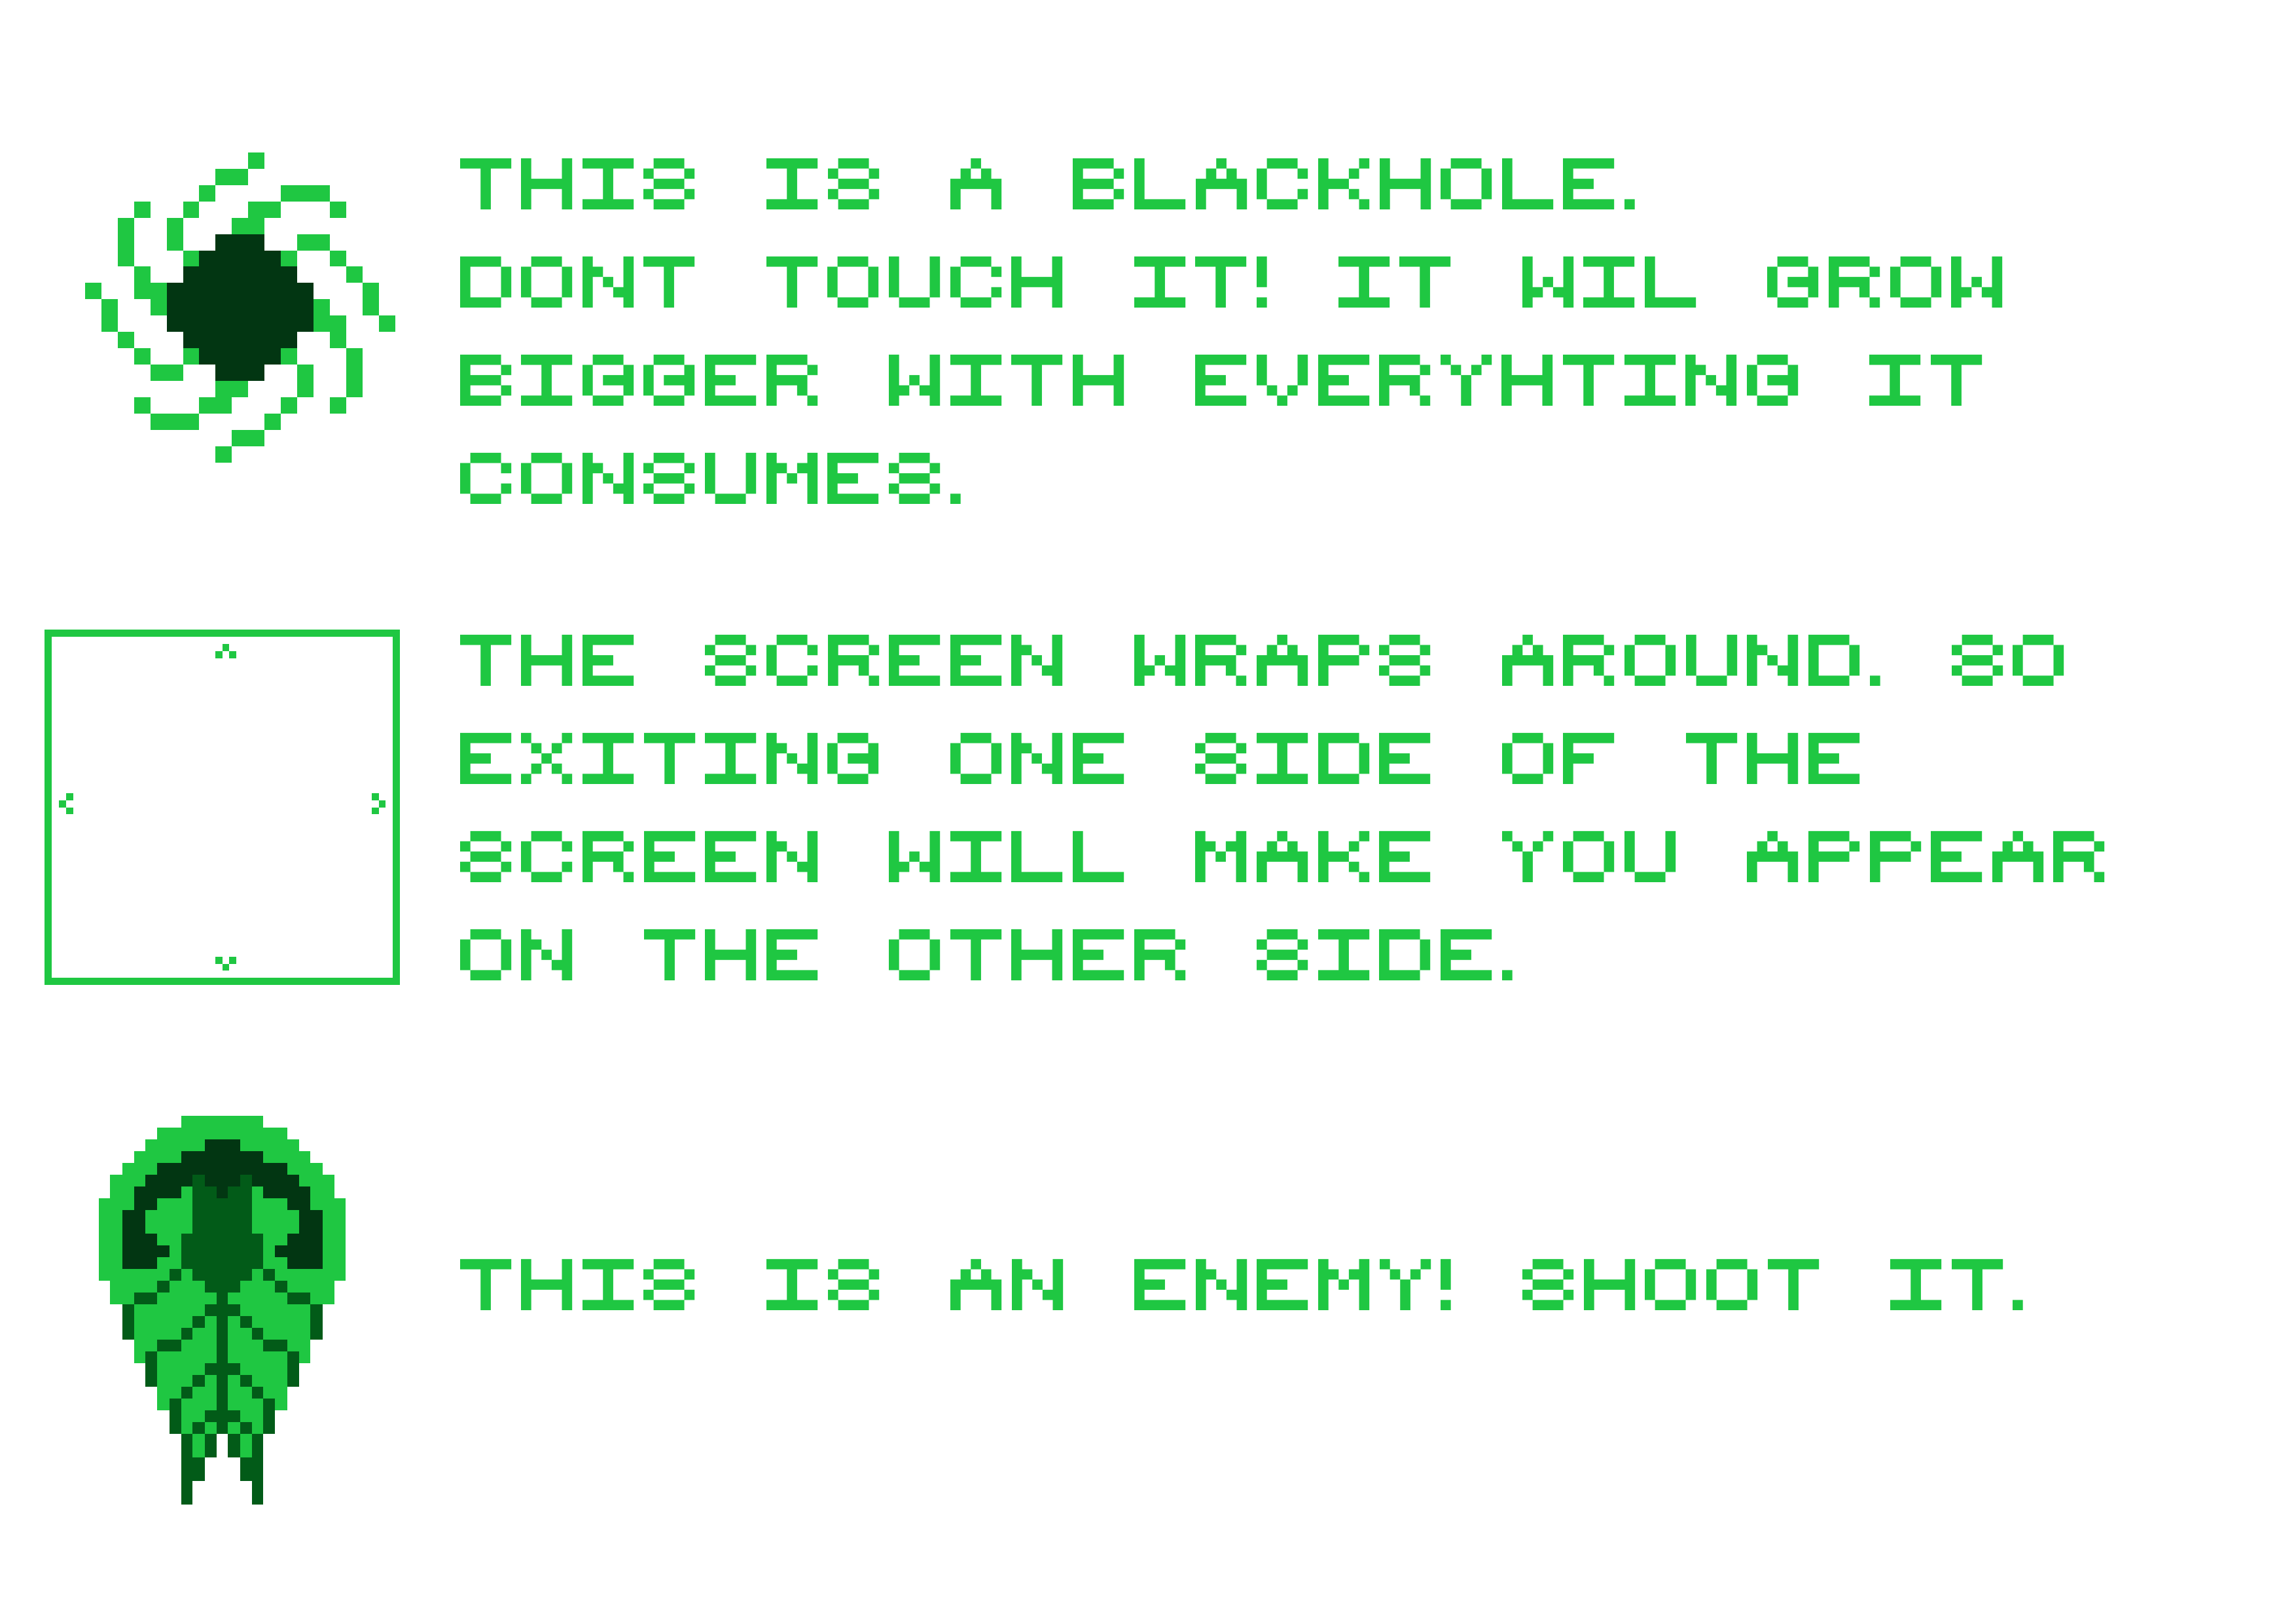 THIS IS A BLACKHOLE.
DONT TOUCH IT! IT WIL GROW
BIGGER WITH EVERYHTING IT
CONSUMES.
THE SCREEN WRAPS AROUND. SO
EXITING ONE SIDE OF THE
SCREEN WILL MAKE YOU APPEAR
ON THE OTHER SIDE.
THIS IS AN ENEMY! SHOOT IT.